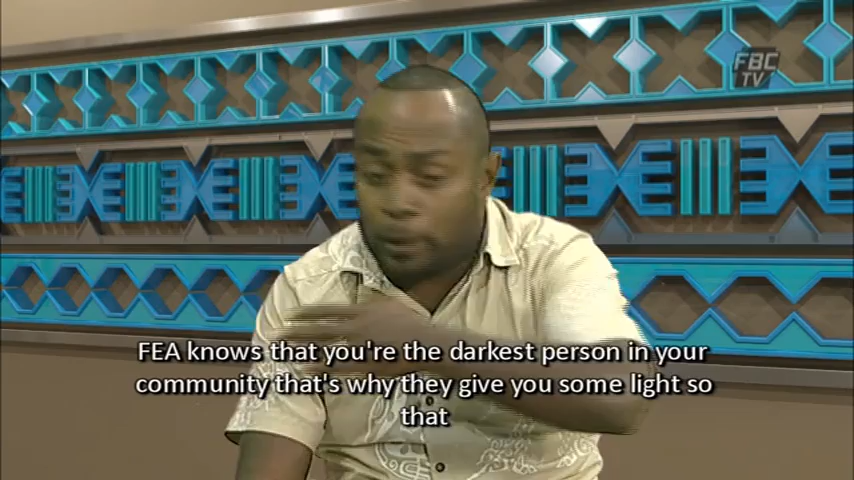 FBC
TV
FEA knows that you're the darkest person in your
community that's why they give you some light so
that